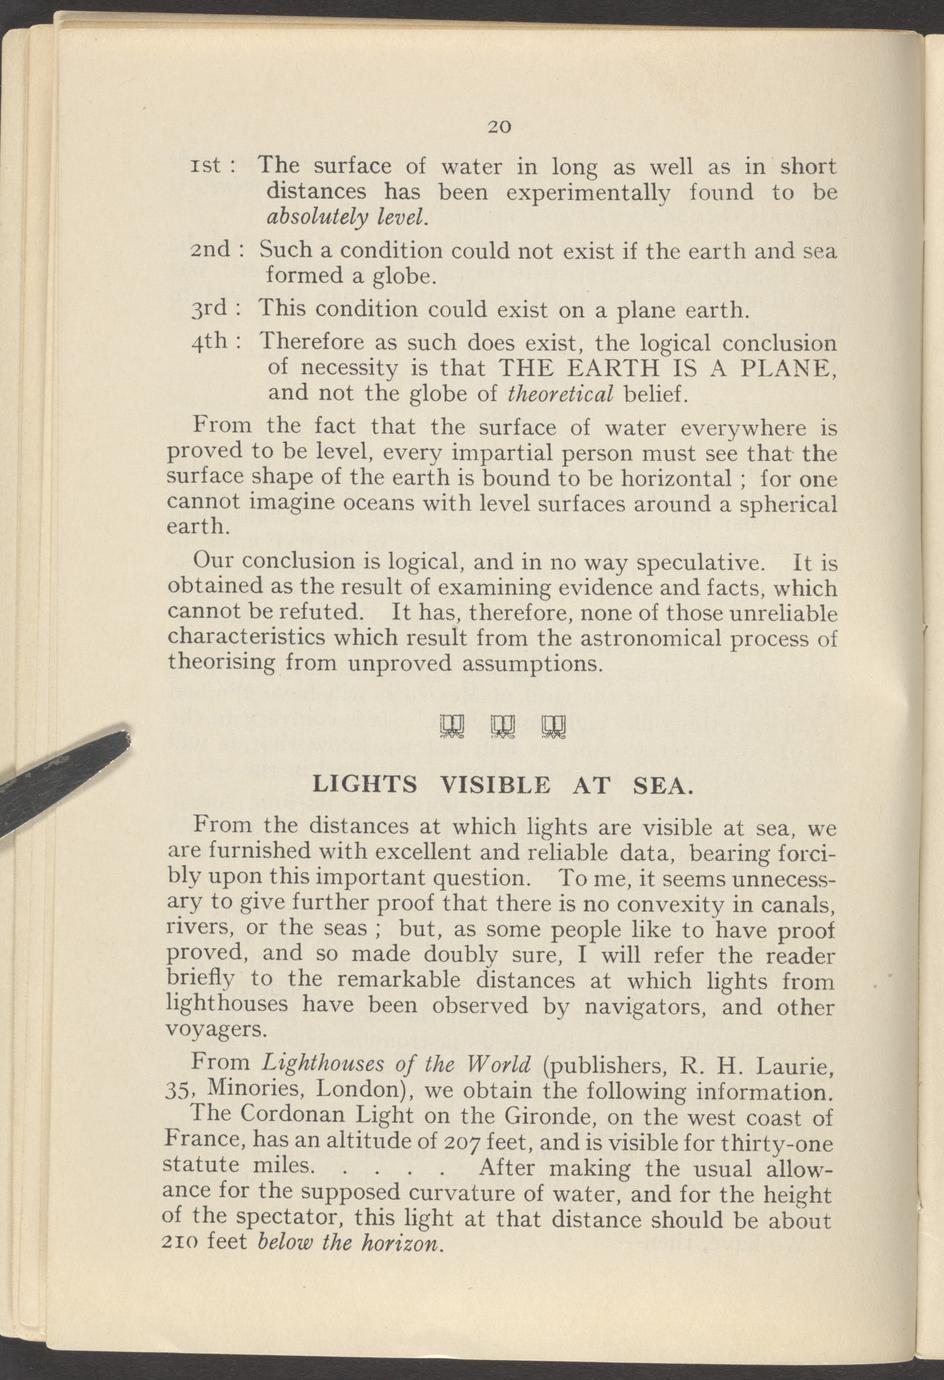 20
1st : The surface of water in long as well as in short
distances has been experimentally found to be
absolutely level.
2nd : Such a condition could not exist if the earth and sea
formed a globe.
3rd : This condition could exist on a plane earth.
4th : Therefore as such does exist, the logical conclusion
of necessity is that THE EARTH IS A PLANE,
and not the globe of theoretical belief.
From the fact that the surface of water everywhere is
proved to be level, every impartial person must see that the
surface shape of the earth is bound to be horizontal ; for one
cannot imagine oceans with level surfaces around a spherical
earth.
Our conclusion is logical, and in no way speculative. It is
obtained as the result of examining evidence and facts, which
cannot be refuted. It has, therefore, none of those unreliable
characteristics which result from the astronomical process of
theorising from unproved assumptions.
LIGHTS VISIBLE AT SEA.
From the distances at which lights are visible at sea, we
are furnished with excellent and reliable data, bearing forci-
bly upon this important question. To me, it seems unnecess-
ary to give further proof that there is no convexity in canals,
rivers, or the seas ; but, as some people like to have proof
proved, and so made doubly sure, I will refer the reader
briefly to the remarkable distances at which lights from
lighthouses have been observed by navigators, and other
voyagers.
From Lighthouses of the World (publishers, R. H. Laurie,
35, Minories, London), we obtain the following information.
The Cordonan Light on the Gironde, on the west coast of
France, has an altitude of 207 feet, and is visible for thirty-one
statute miles. . . . . After making the usual allow-
ance for the supposed curvature of water, and for the height
of the spectator, this light at that distance should be about
210 feet below the horizon.